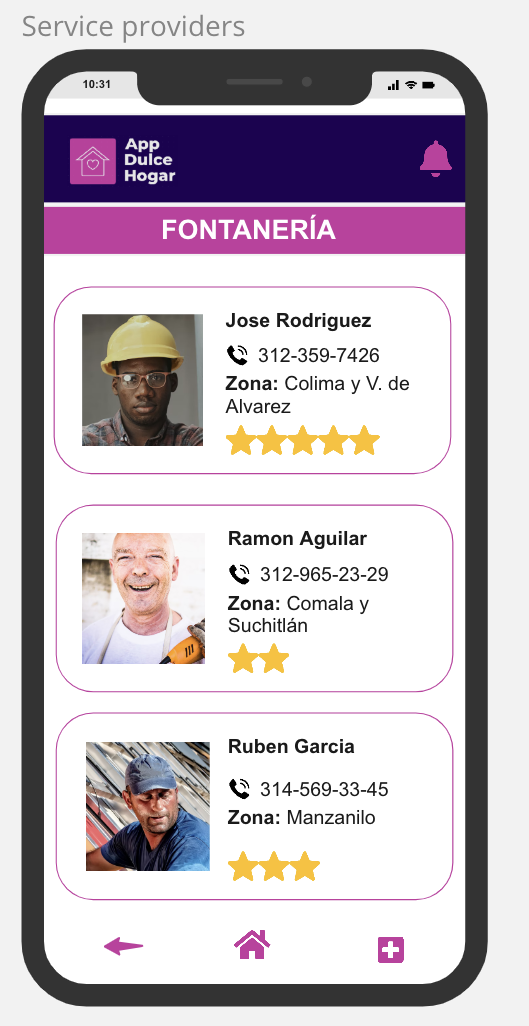 Service providers
10:31
App
Dulce
Hogar
FONTANERÍA
Jose Rodriguez
312-359-7426
Zona: Colima y V. de
Alvarez
Ramon Aguilar
312-965-23-29
Zona: Comala y
Suchitlán
Ruben Garcia
314-569-33-45
Zona: Manzanilo